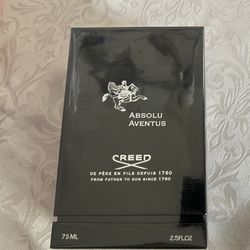 ABSOLU
AVENTUS
CREED
DE PÈRE EN FILS DEPUIS 1760
FROM FATHER TO SON SINCE 1760
75 ML 2.5 FL OZ